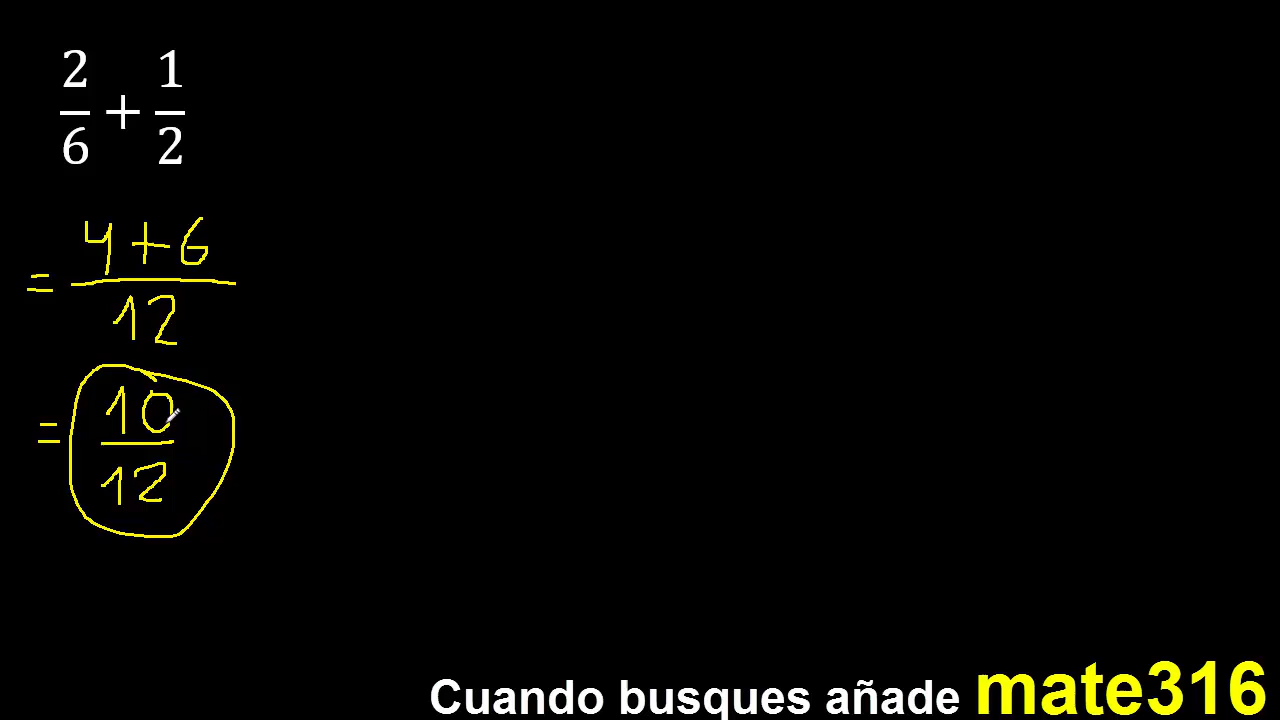 2/6 + 1/2
= 4+6/12
= 10/12
Cuando busques añade mate316